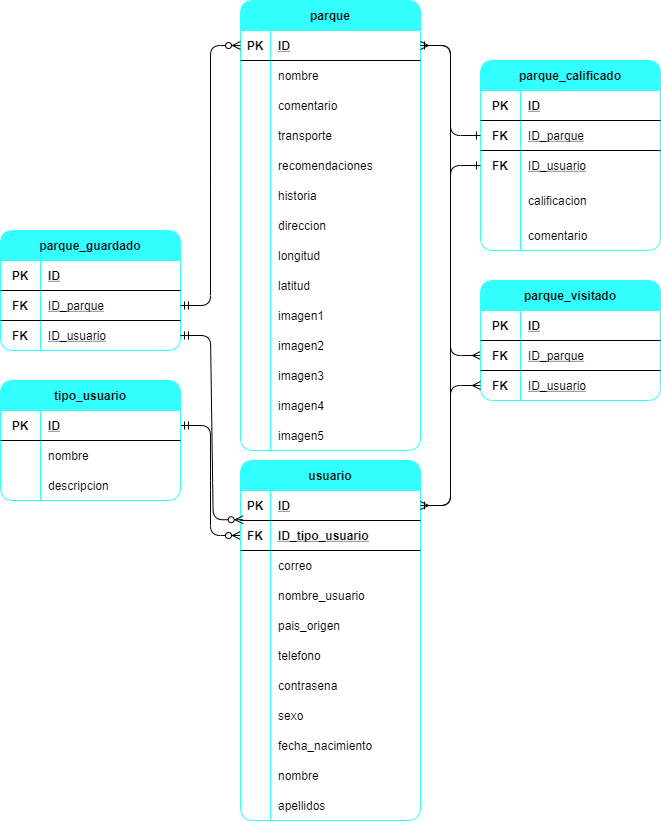 parque
PK ID
nombre
comentario
transporte
recomendaciones
historia
direccion
longitud
latitud
imagen1
imagen2
imagen3
imagen4
imagen5
parque_calificado
PK ID
FK ID_parque
FK ID_usuario
calificacion
comentario
parque_guardado
PK ID
FK ID_parque
FK ID_usuario
parque_visitado
PK ID
FK ID_parque
FK ID_usuario
tipo_usuario
PK ID
nombre
descripcion
usuario
PK ID
FK ID_tipo_usuario
correo
nombre_usuario
pais_origen
telefono
contrasena
sexo
fecha_nacimiento
nombre
apellidos